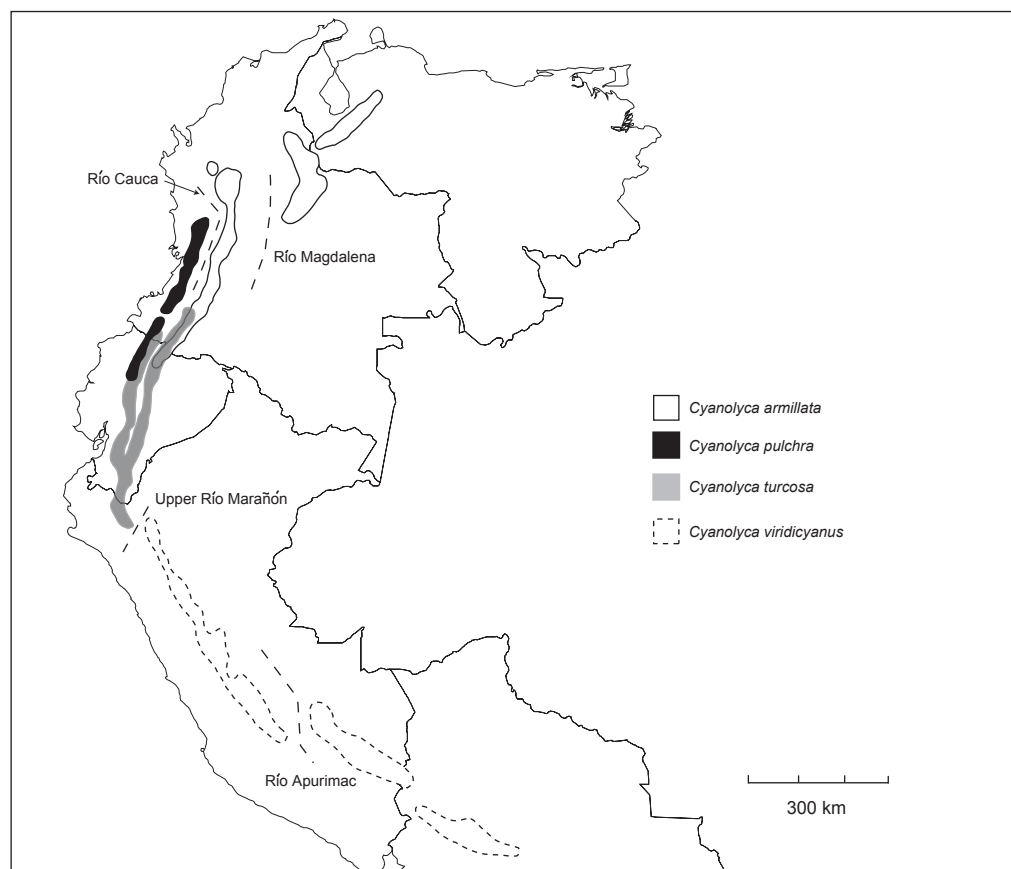 Río Cauca
Río Magdalena
Cyanolyca armillata
Cyanolyca pulchra
Cyanolyca turcosa
Upper Río Marañón
Cyanolyca viridicyanus
Río Apurimac
300 km